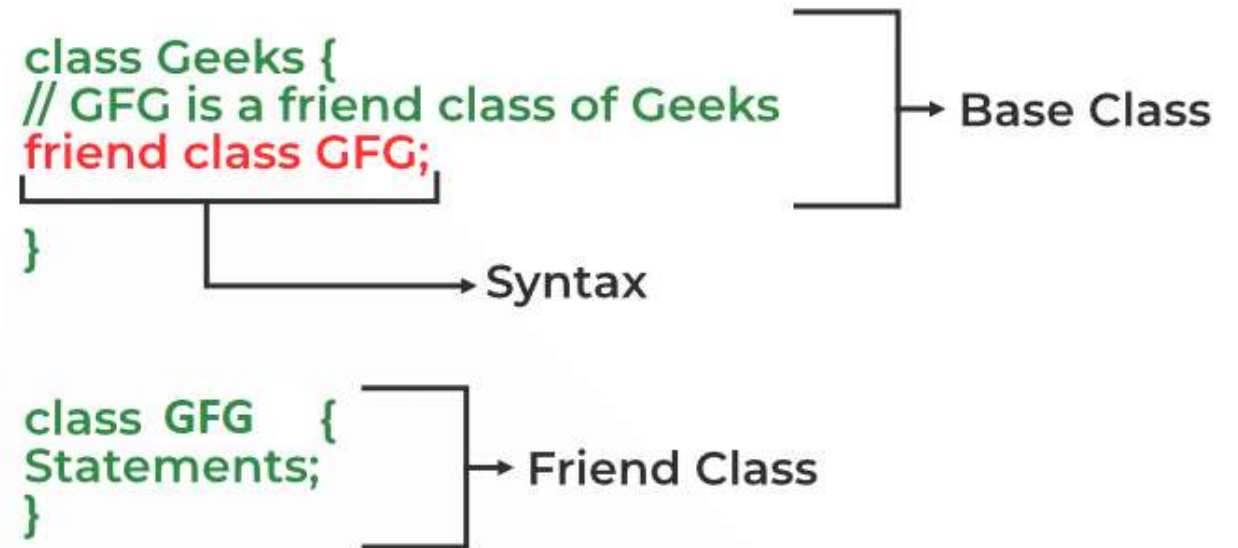 class Geeks {
// GFG is a friend class of Geeks
friend class GFG;
}
Base Class
Syntax
class GFG {
Statements;
}
Friend Class